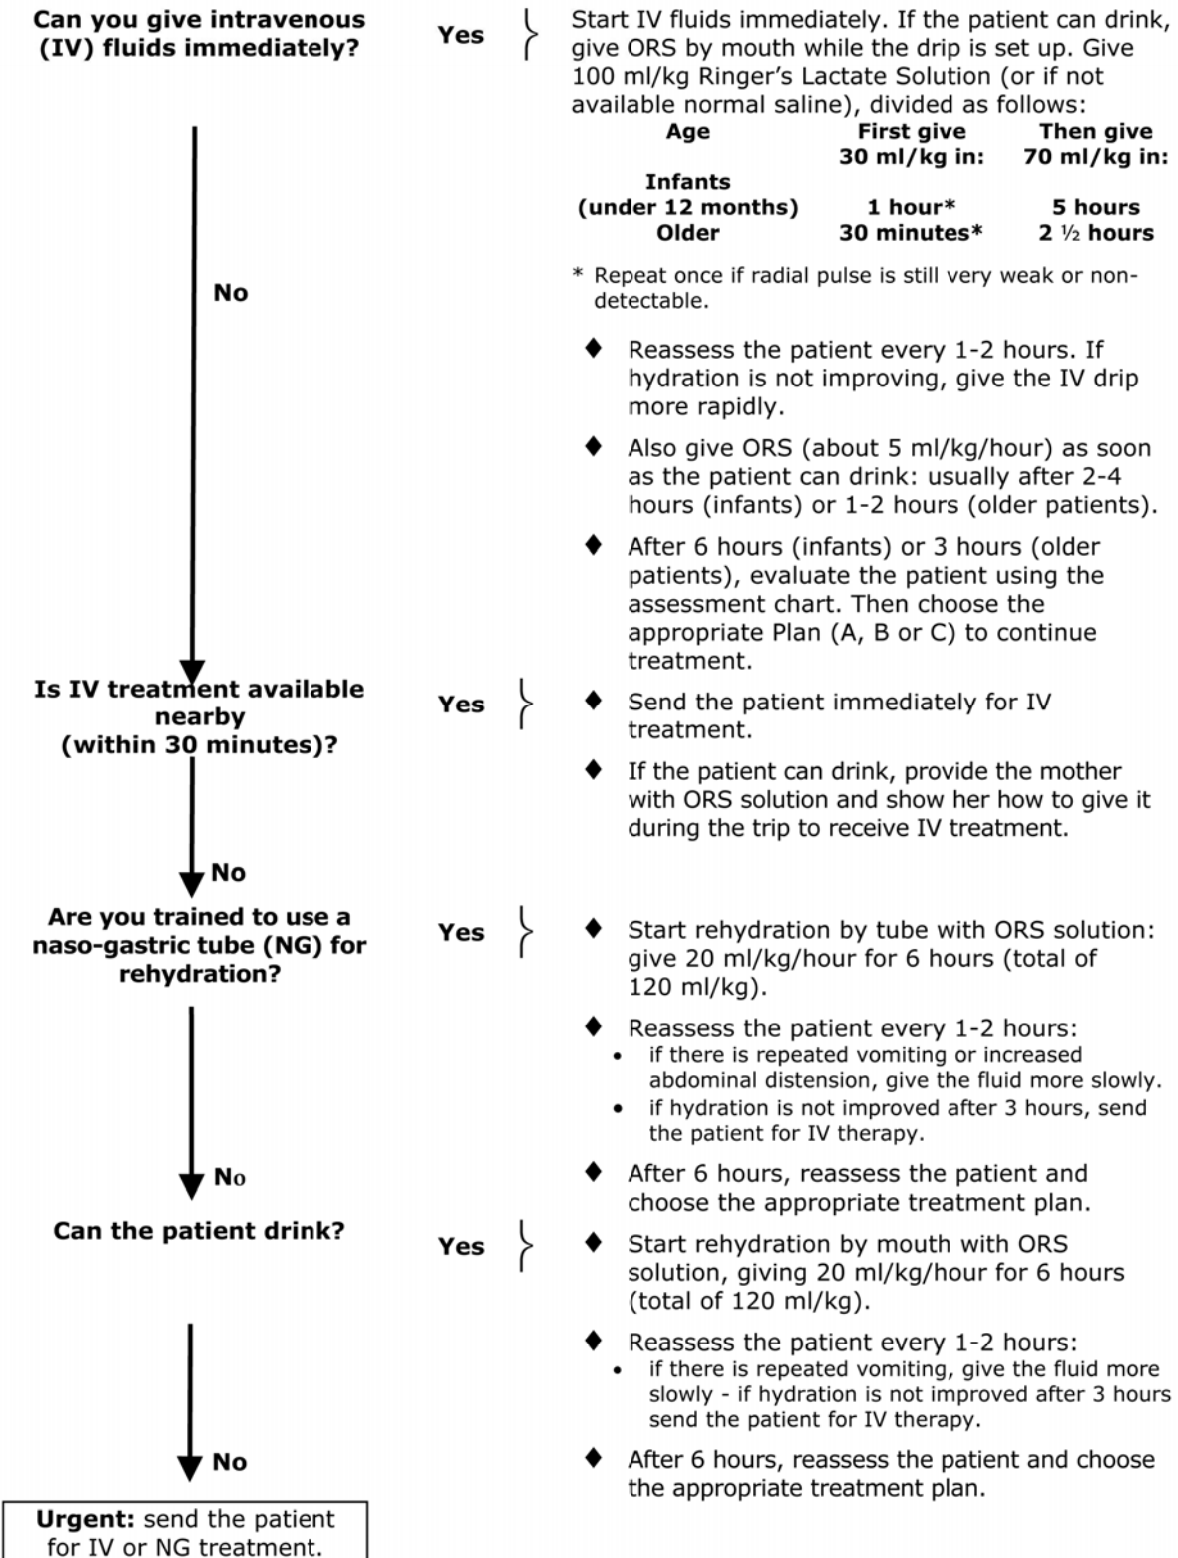 Can you give intravenous
(IV) fluids immediately?
Yes
Start IV fluids immediately. If the patient can drink,
give ORS by mouth while the drip is set up. Give
100 ml/kg Ringer's Lactate Solution (or if not
available normal saline), divided as follows:
Age First give Then give
30 ml/kg in: 70 ml/kg in:
Infants
(under 12 months) 1 hour* 5 hours
Older 30 minutes* 2 ½ hours
* Repeat once if radial pulse is still very weak or non-
detectable.
No
♦ Reassess the patient every 1-2 hours. If
hydration is not improving, give the IV drip
more rapidly.
♦ Also give ORS (about 5 ml/kg/hour) as soon
as the patient can drink: usually after 2-4
hours (infants) or 1-2 hours (older patients).
♦ After 6 hours (infants) or 3 hours (older
patients), evaluate the patient using the
assessment chart. Then choose the
appropriate Plan (A, B or C) to continue
treatment.
Is IV treatment available
nearby
(within 30 minutes)?
Yes
♦ Send the patient immediately for IV
treatment.
♦ If the patient can drink, provide the mother
with ORS solution and show her how to give it
during the trip to receive IV treatment.
No
Are you trained to use a
naso-gastric tube (NG) for
rehydration?
Yes
♦ Start rehydration by tube with ORS solution:
give 20 ml/kg/hour for 6 hours (total of
120 ml/kg).
♦ Reassess the patient every 1-2 hours:
• if there is repeated vomiting or increased
abdominal distension, give the fluid more slowly.
• if hydration is not improved after 3 hours, send
the patient for IV therapy.
♦ After 6 hours, reassess the patient and
choose the appropriate treatment plan.
No
Can the patient drink?
Yes
♦ Start rehydration by mouth with ORS
solution, giving 20 ml/kg/hour for 6 hours
(total of 120 ml/kg).
♦ Reassess the patient every 1-2 hours:
• if there is repeated vomiting, give the fluid more
slowly - if hydration is not improved after 3 hours
send the patient for IV therapy.
♦ After 6 hours, reassess the patient and choose
the appropriate treatment plan.
No
Urgent: send the patient
for IV or NG treatment.